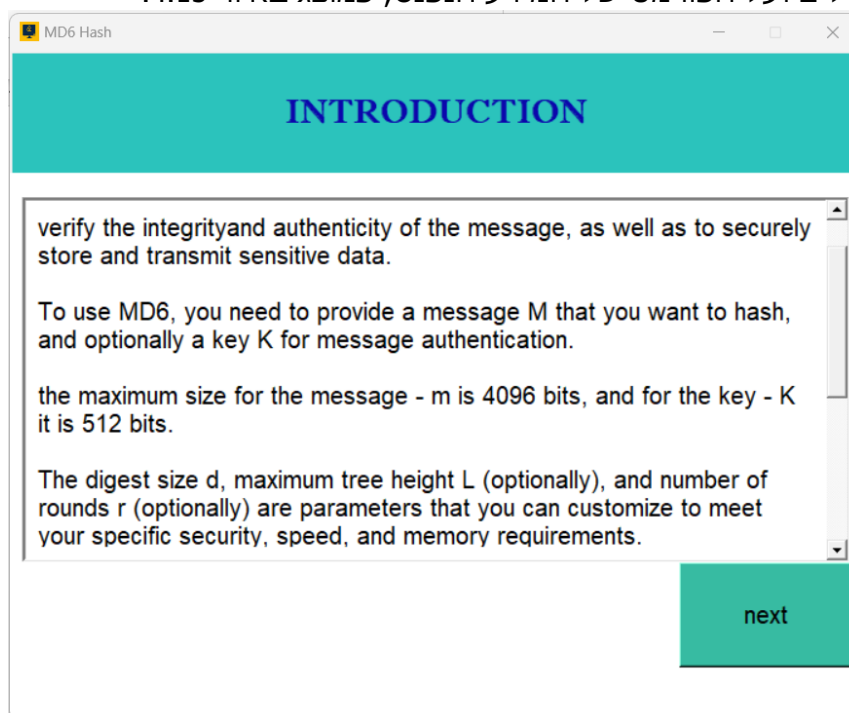 MD6 Hash
INTRODUCTION
verify the integrityand authenticity of the message, as well as to securely
store and transmit sensitive data.
To use MD6, you need to provide a message M that you want to hash,
and optionally a key K for message authentication.
the maximum size for the message - m is 4096 bits, and for the key - K
it is 512 bits.
The digest size d, maximum tree height L (optionally), and number of
rounds r (optionally) are parameters that you can customize to meet
your specific security, speed, and memory requirements.
next